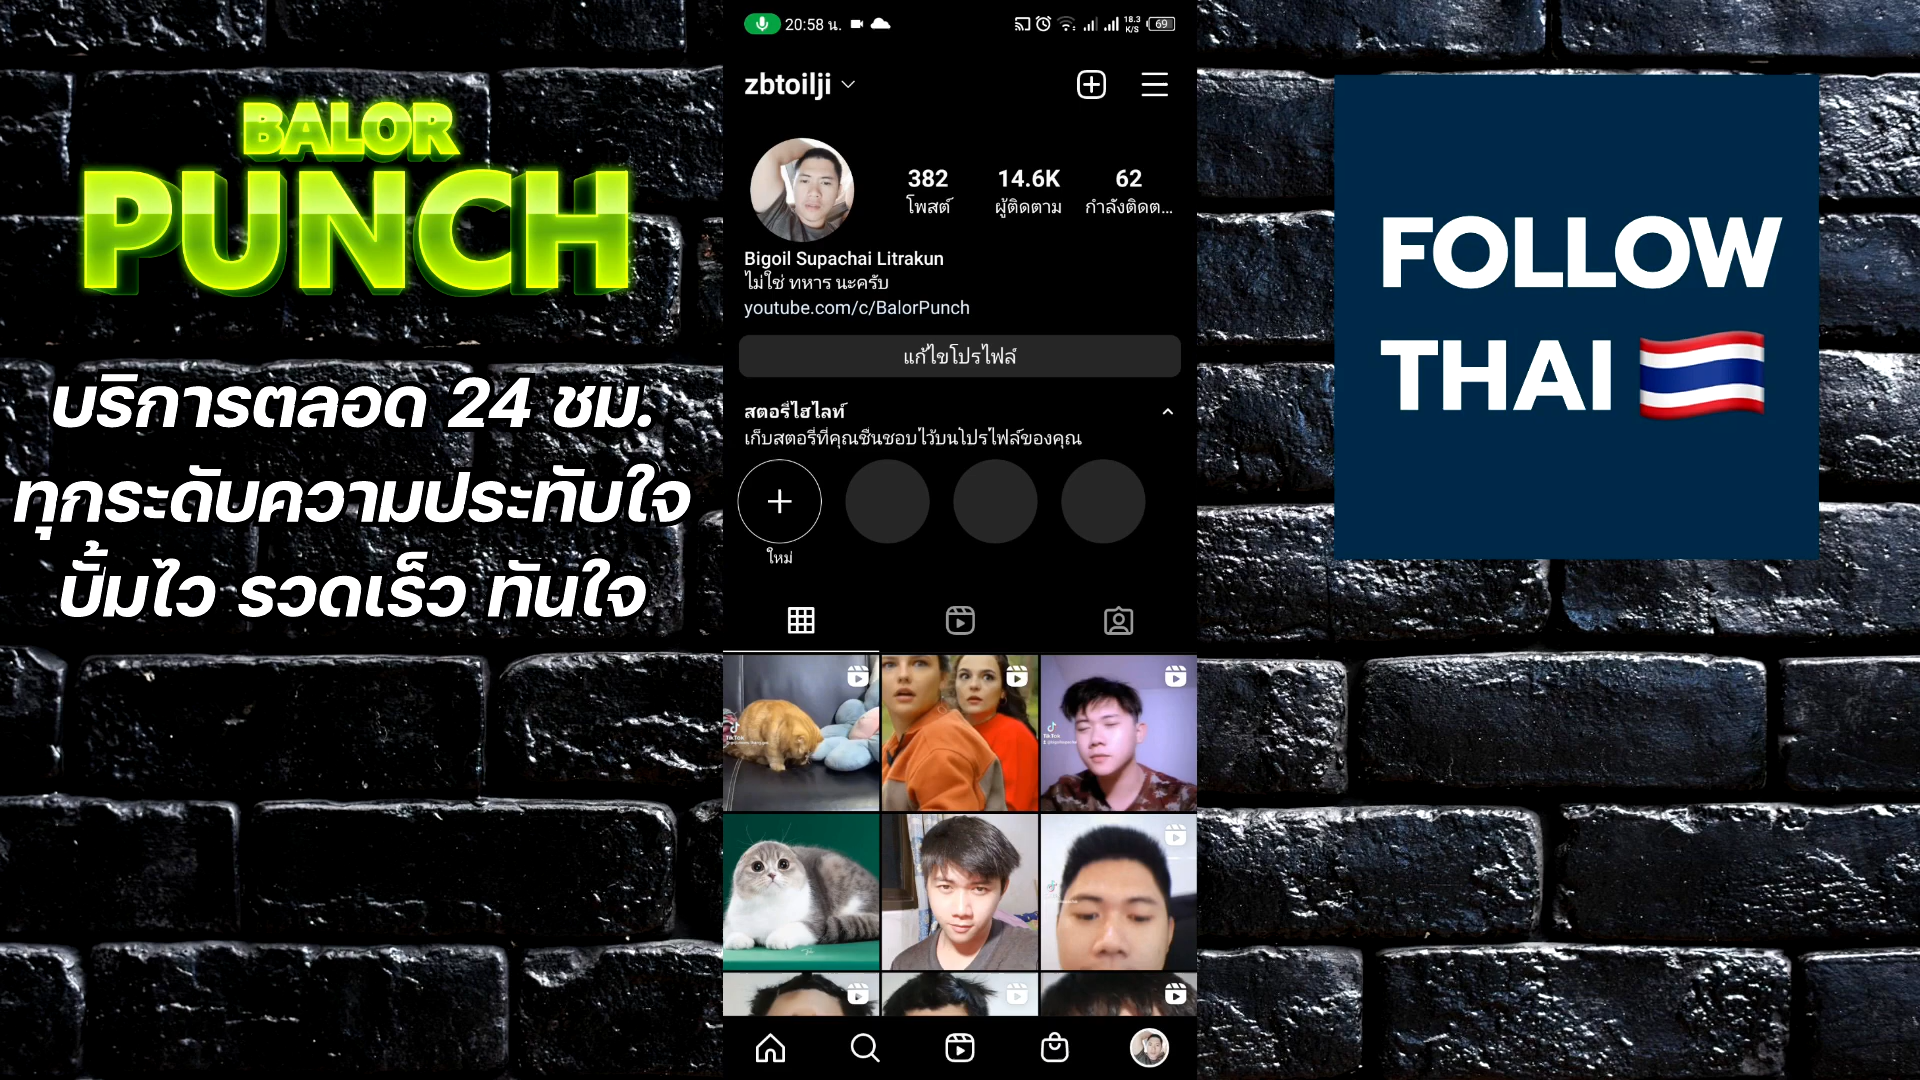 BALOR
PUNCH
บริการตลอด 24 ชม.
ทุกระดับความประทับใจ
ปั้มไว รวดเร็ว ทันใจ
20:58 น.
18.3
K/S
69
zbtoilji
382
14.6K
62
โพสต์
ผู้ติดตาม
กำลังติดต...
Bigoil Supachai Litrakun
ไม่ใช่ ทหาร นะครับ
youtube.com/c/BalorPunch
แก้ไขโปรไฟล์
สตอรี่ไฮไลท์
เก็บสตอรี่ที่คุณชื่นชอบไว้บนโปรไฟล์ของคุณ
ใหม่
TikTok
TikTok
FOLLOW
THAI